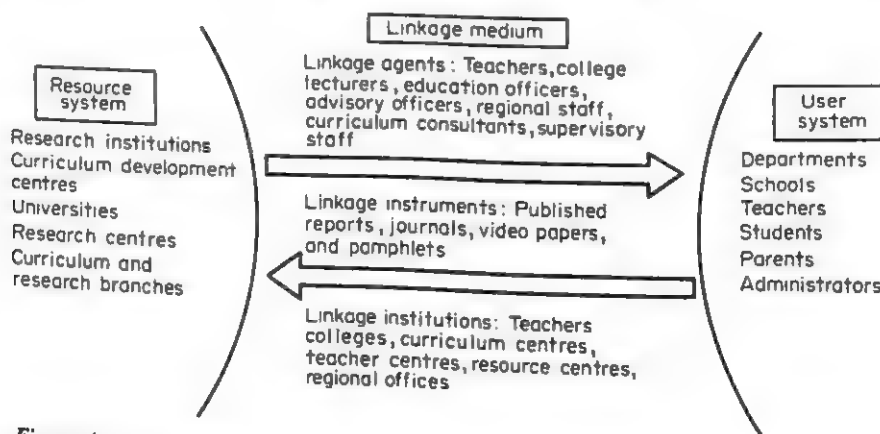 Linkage medium
Resource
system
Research institutions
Curriculum development
centres
Universities
Research centres
Curriculum and
research branches
Linkage agents: Teachers, college
lecturers, education officers,
advisory officers, regional staff,
curriculum consultants, supervisory
staff
Linkage instruments: Published
reports, journals, video papers,
and pamphlets
Linkage institutions: Teachers
colleges, curriculum centres,
teacher centres, resource centres,
regional offices
User
system
Departments
Schools
Teachers
Students
Parents
Administrators